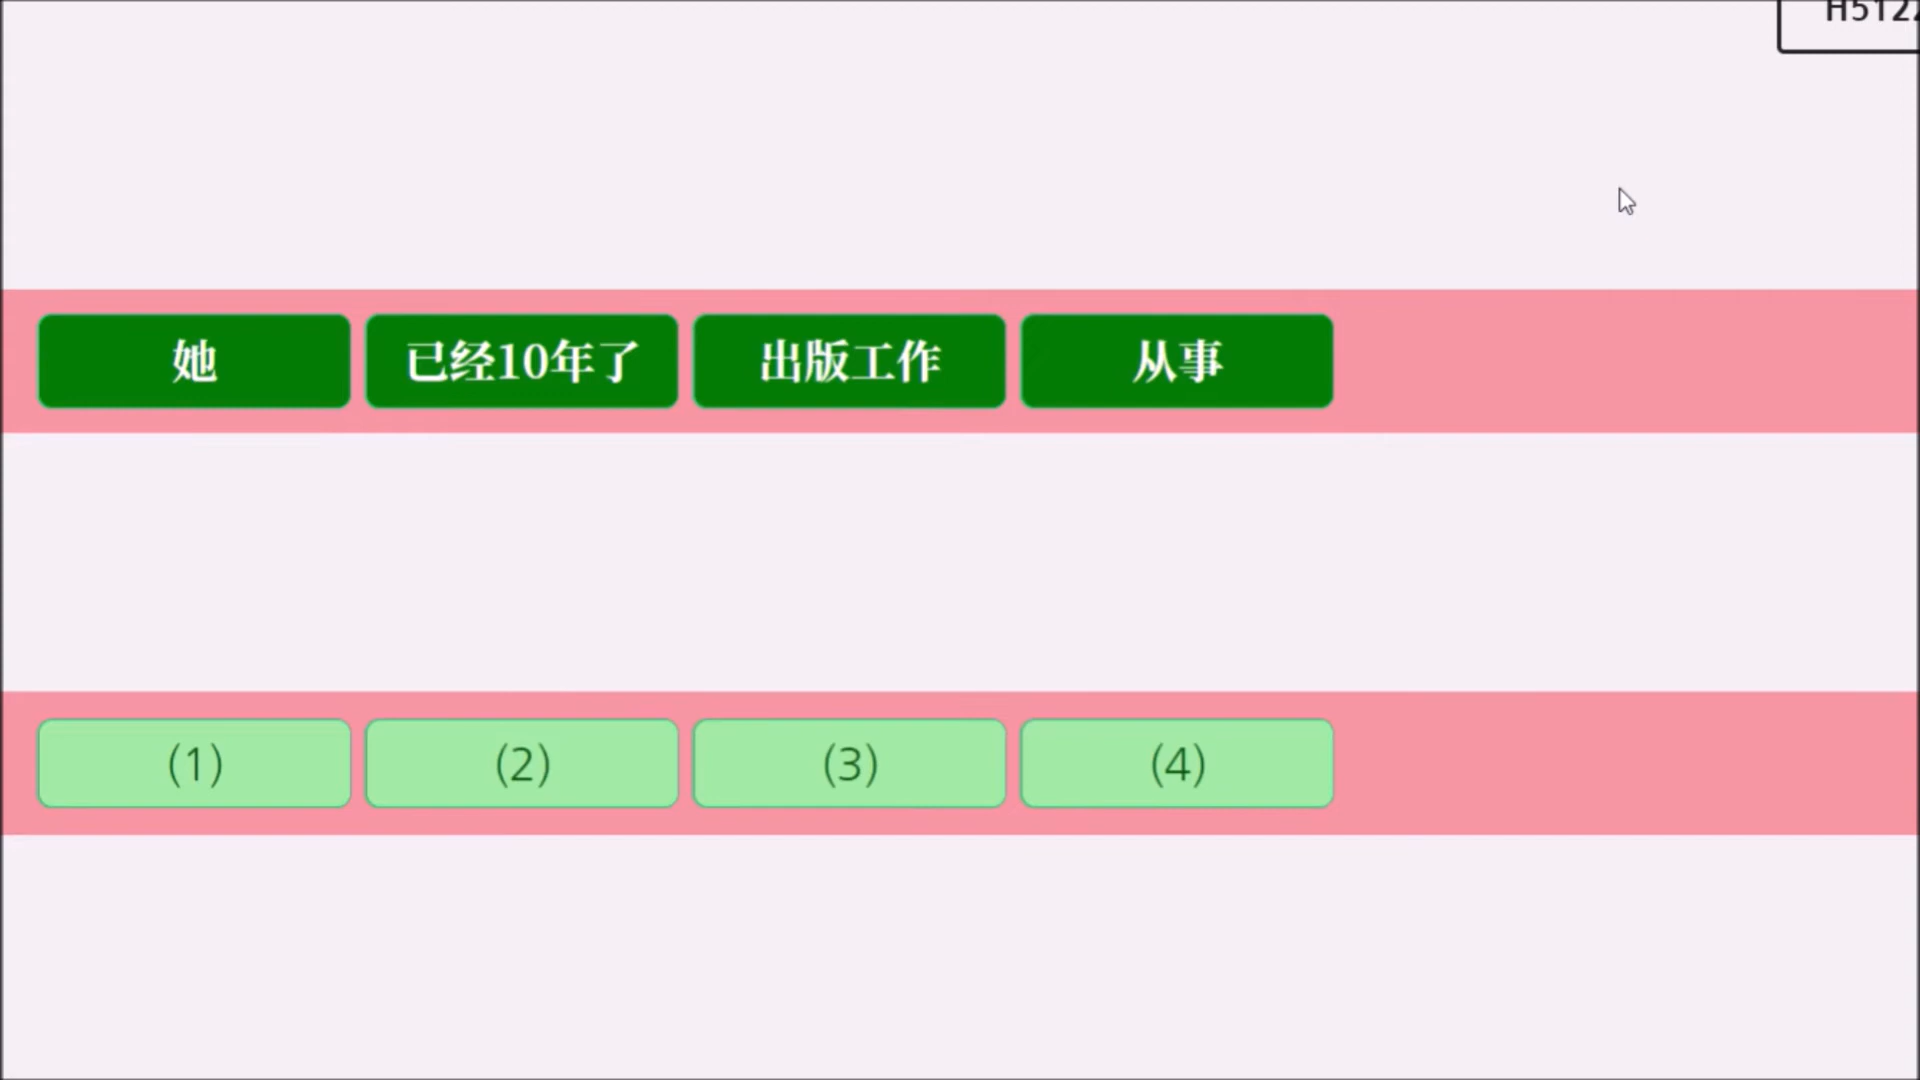 她 已经10年了 出版工作 从事
(1) (2) (3) (4)